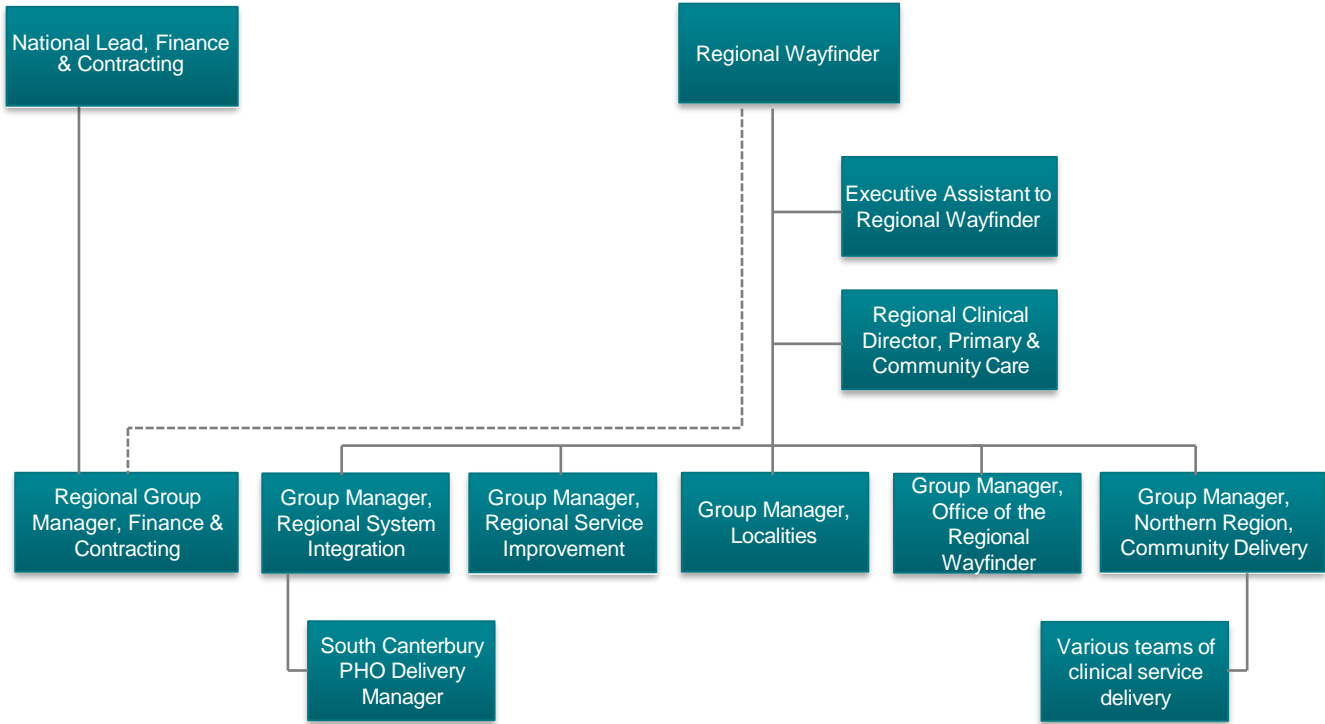 National Lead, Finance
& Contracting
Regional Wayfinder
Executive Assistant to
Regional Wayfinder
Regional Clinical
Director, Primary &
Community Care
Regional Group
Manager, Finance &
Contracting
Group Manager,
Regional System
Integration
Group Manager,
Regional Service
Improvement
Group Manager,
Localities
Group Manager,
Office of the
Regional
Wayfinder
Group Manager,
Northern Region,
Community Delivery
South Canterbury
PHO Delivery
Manager
Various teams of
clinical service
delivery